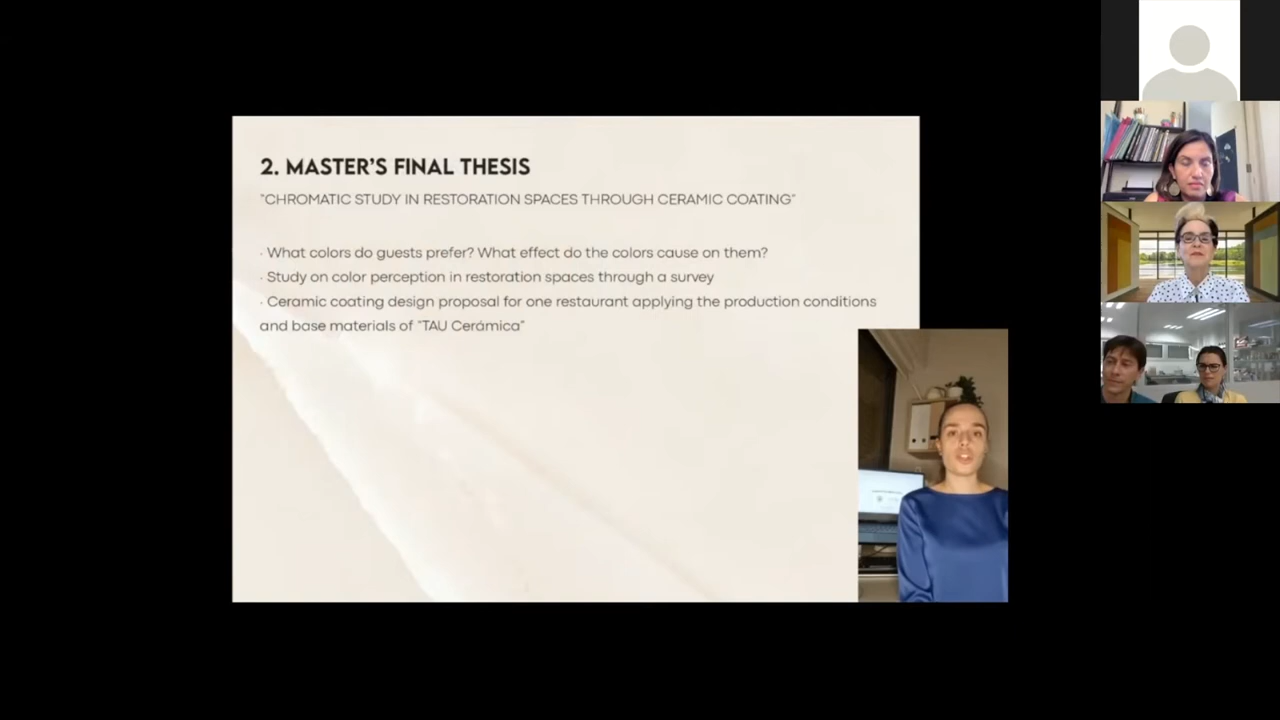 2. MASTER'S FINAL THESIS
"CHROMATIC STUDY IN RESTORATION SPACES THROUGH CERAMIC COATING"
· What colors do guests prefer? What effect do the colors cause on them?
· Study on color perception in restoration spaces through a survey
· Ceramic coating design proposal for one restaurant applying the production conditions
and base materials of "TAU Cerámica"